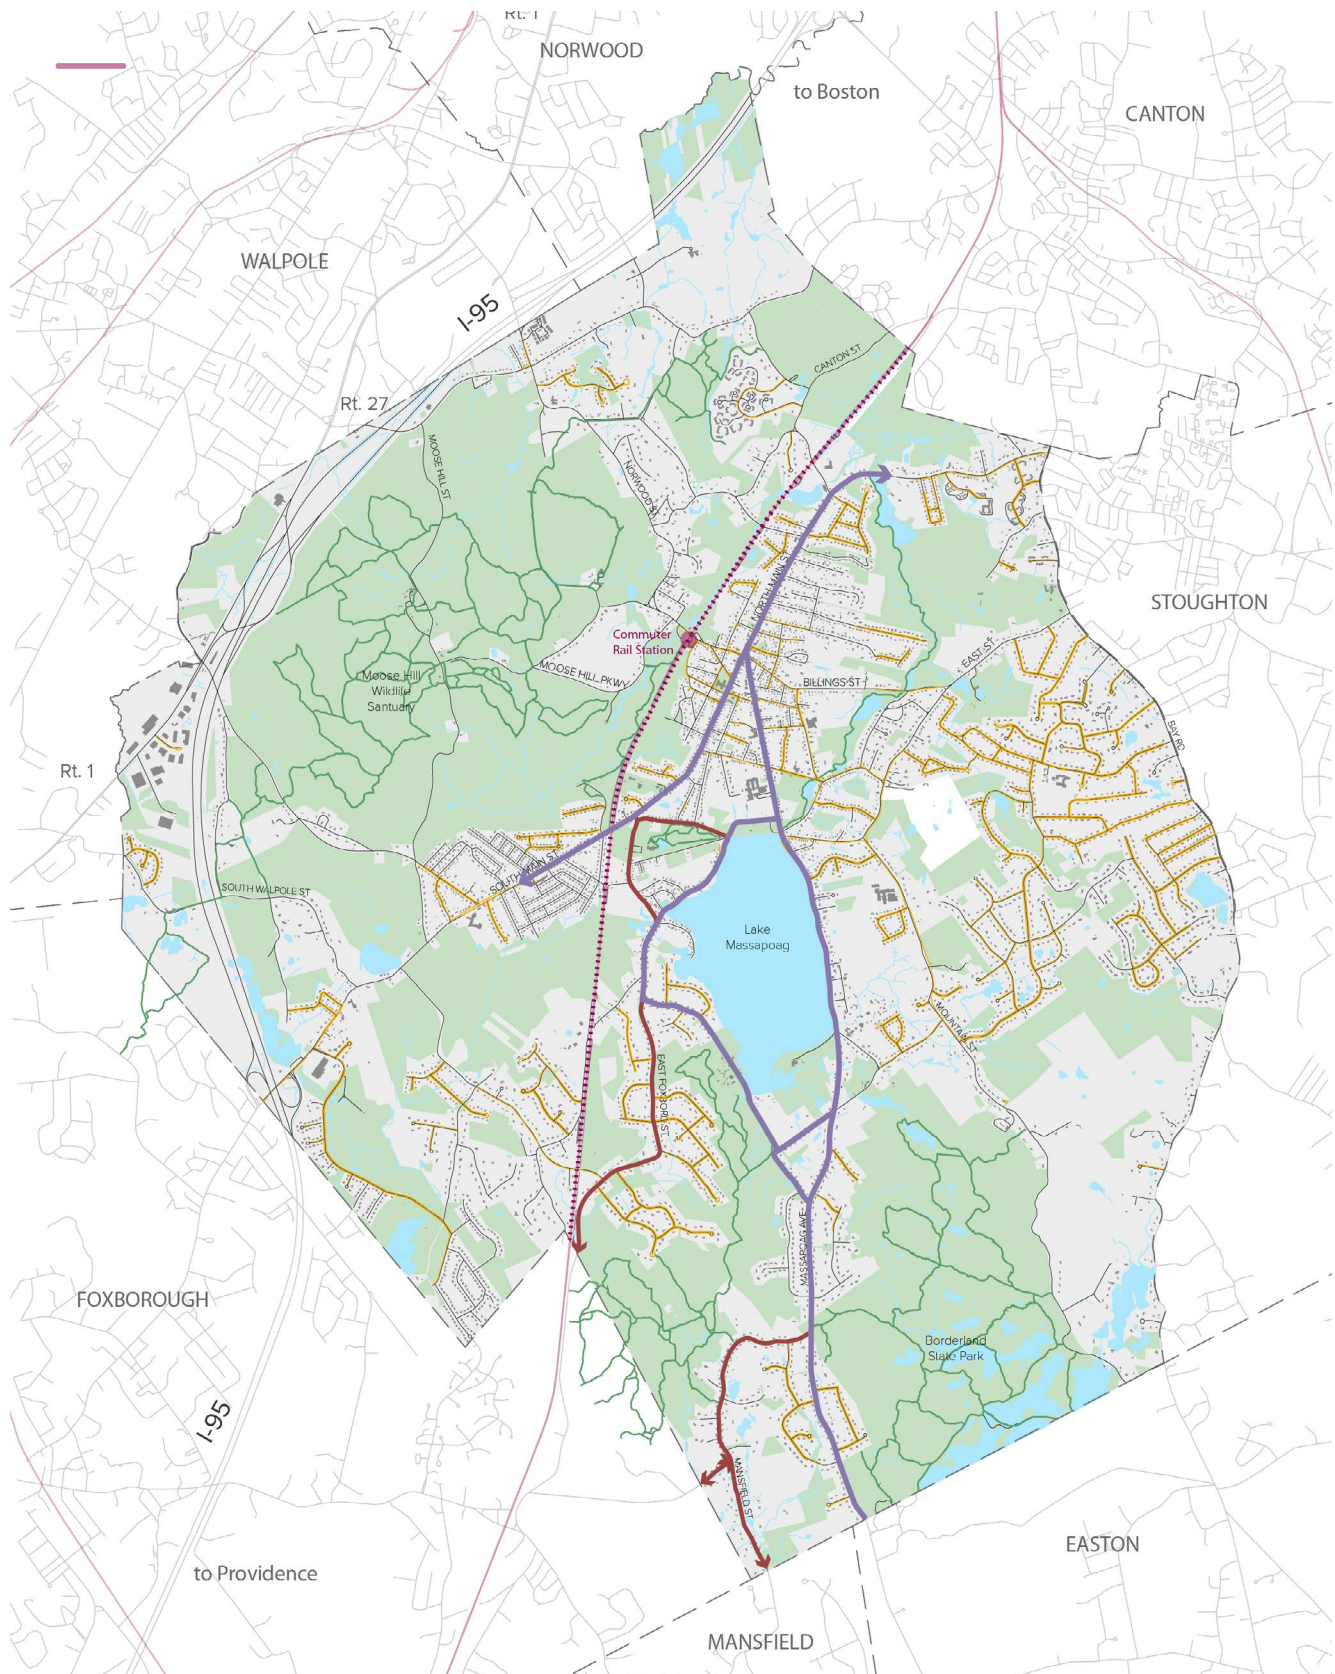 Rt. 1
NORWOOD
to Boston
CANTON
WALPOLE
I-95
CANTON ST
Rt. 27
MOOSE HILL ST
NORWOOD ST
NORTH MAIN ST
STOUGHTON
Commuter
Rail Station
EAST ST
MOOSE HILL PKWY
BILLINGS ST
Moose Hill
Wildlife
Santuary
BAY RD
Rt. 1
SOUTH MAIN ST
SOUTH WALPOLE ST
Lake
Massapoag
MOUNTAIN ST
EAST FOXBORO ST
MASSAPOAG AVE
FOXBOROUGH
Borderland
State Park
I-95
MANSFIELD ST
EASTON
to Providence
MANSFIELD